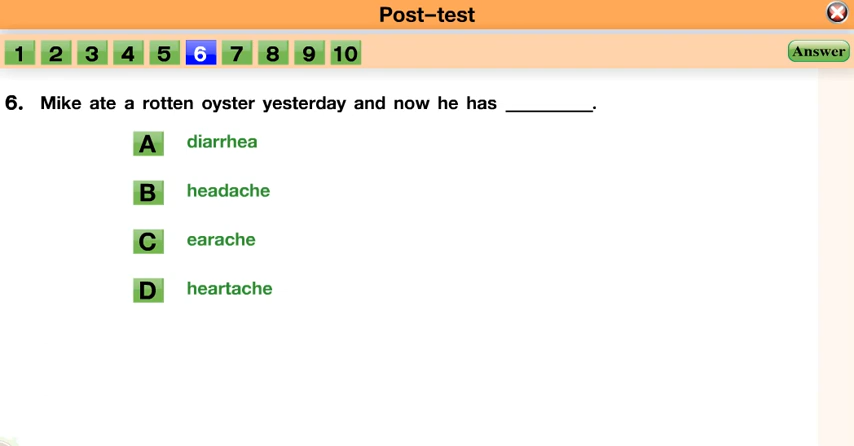 Post-test
1 2 3 4 5 6 7 8 9 10 Answer
6. Mike ate a rotten oyster yesterday and now he has _________.
A diarrhea
B headache
C earache
D heartache